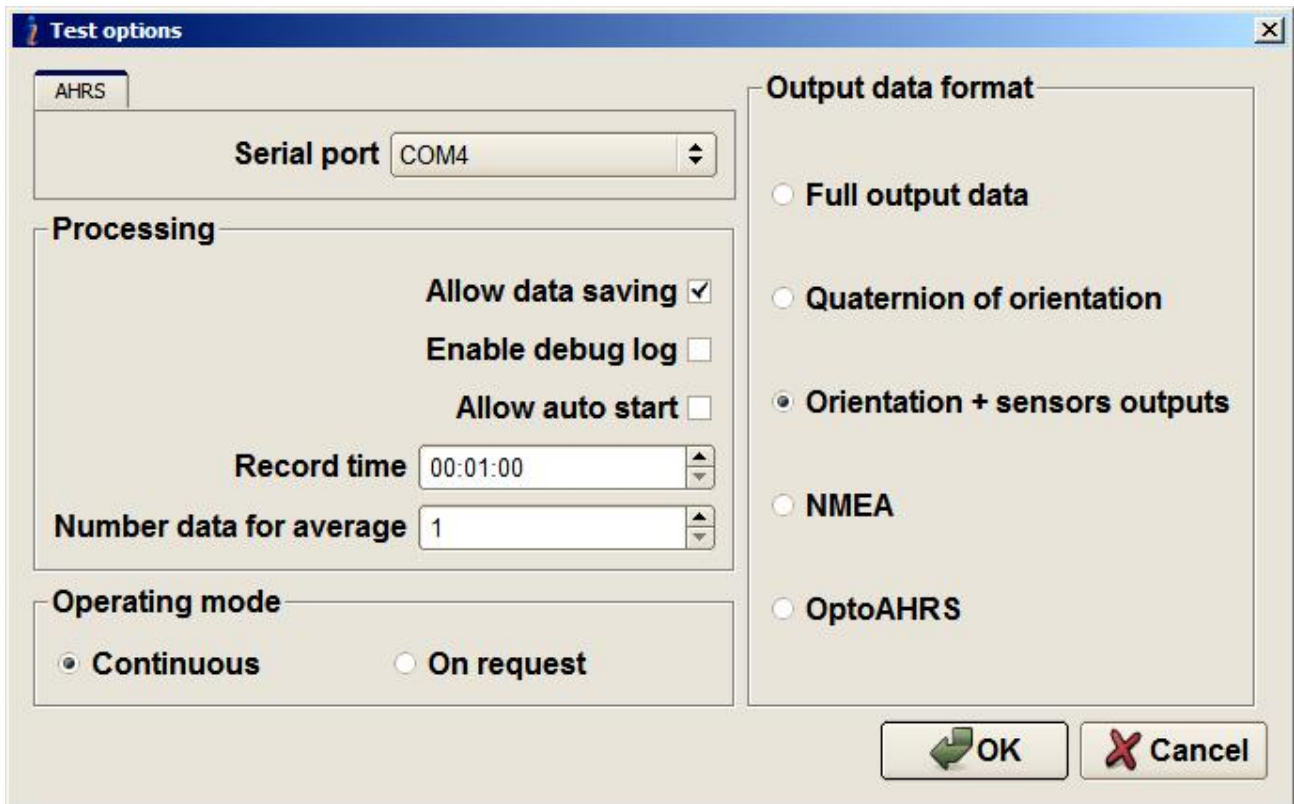 Test options
AHRS
Serial port COM4
Processing
Allow data saving
Enable debug log
Allow auto start
Record time 00:01:00
Number data for average 1
Operating mode
Continuous On request
Output data format
Full output data
Quaternion of orientation
Orientation + sensors outputs
NMEA
OptoAHRS
OK Cancel